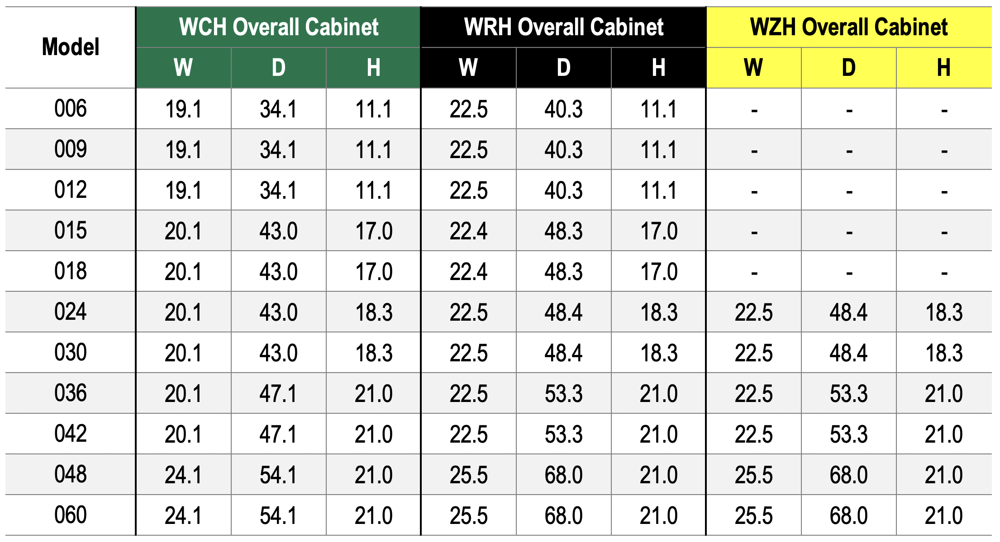 Model WCH Overall Cabinet WRH Overall Cabinet WZH Overall Cabinet
W D H W D H W D H
006 19.1 34.1 11.1 22.5 40.3 11.1 - - -
009 19.1 34.1 11.1 22.5 40.3 11.1 - - -
012 19.1 34.1 11.1 22.5 40.3 11.1 - - -
015 20.1 43.0 17.0 22.4 48.3 17.0 - - -
018 20.1 43.0 17.0 22.4 48.3 17.0 - - -
024 20.1 43.0 18.3 22.5 48.4 18.3 22.5 48.4 18.3
030 20.1 43.0 18.3 22.5 48.4 18.3 22.5 48.4 18.3
036 20.1 47.1 21.0 22.5 53.3 21.0 22.5 53.3 21.0
042 20.1 47.1 21.0 22.5 53.3 21.0 22.5 53.3 21.0
048 24.1 54.1 21.0 25.5 68.0 21.0 25.5 68.0 21.0
060 24.1 54.1 21.0 25.5 68.0 21.0 25.5 68.0 21.0